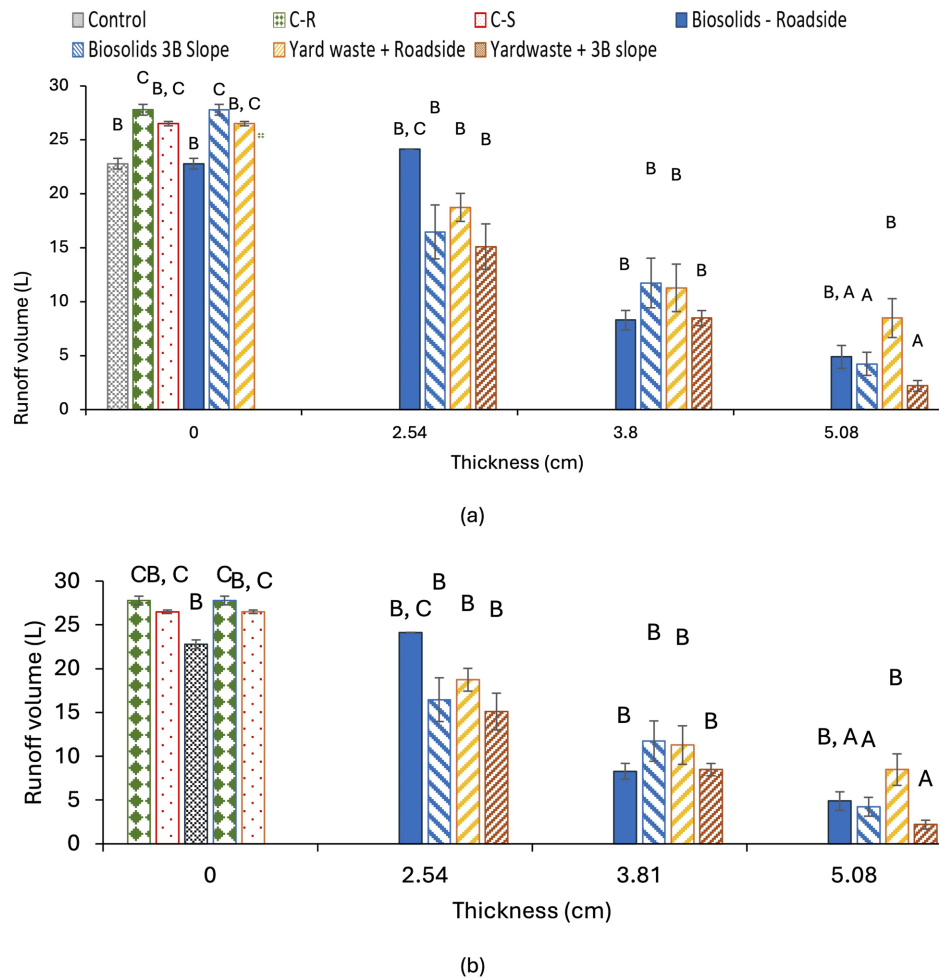 Control C-R C-S Biosolids - Roadside
Biosolids 3B Slope Yard waste + Roadside Yardwaste + 3B slope
30
25
20
15
10
5
0
Runoff volume (L)
B C B, C B C B, C
B, C B B B
B B B B
B, A A B A
0 2.54 3.8 5.08
Thickness (cm)
(a)
30
25
20
15
10
5
0
Runoff volume (L)
C B, C B C B, C
B, C B B B
B B B B
B, A A B A
0 2.54 3.81 5.08
Thickness (cm)
(b)